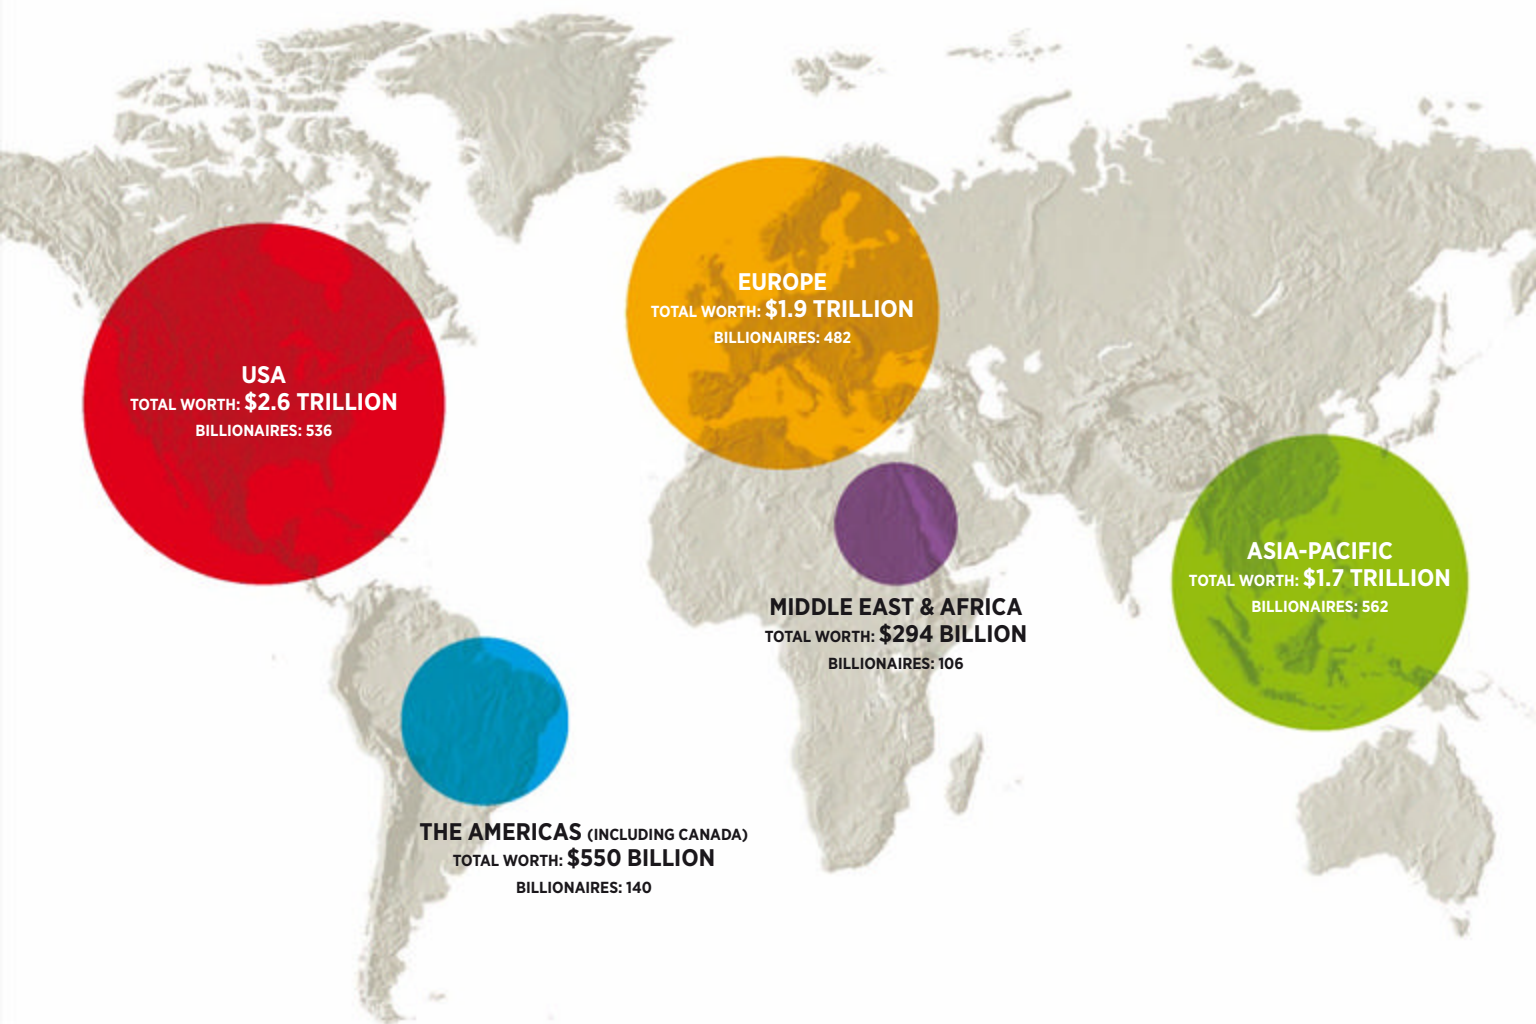 USA
TOTAL WORTH: $2.6 TRILLION
BILLIONAIRES: 536
EUROPE
TOTAL WORTH: $1.9 TRILLION
BILLIONAIRES: 482
ASIA-PACIFIC
TOTAL WORTH: $1.7 TRILLION
BILLIONAIRES: 562
MIDDLE EAST & AFRICA
TOTAL WORTH: $294 BILLION
BILLIONAIRES: 106
THE AMERICAS (INCLUDING CANADA)
TOTAL WORTH: $550 BILLION
BILLIONAIRES: 140